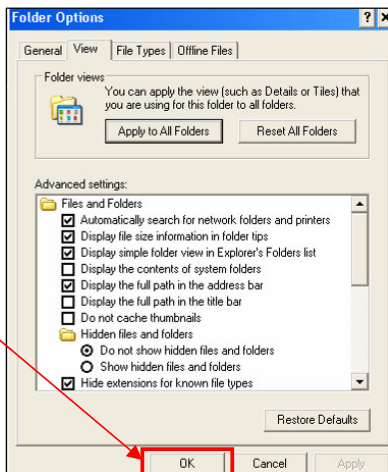 Folder Options
General View File Types Offline Files
Folder views
You can apply the view (such as Details or Tiles) that
you are using for this folder to all folders.
Apply to All Folders Reset All Folders
Advanced settings:
Files and Folders
Automatically search for network folders and printers
Display file size information in folder tips
Display simple folder view in Explorer's Folders list
Display the contents of system folders
Display the full path in the address bar
Display the full path in the title bar
Do not cache thumbnails
Hidden files and folders
Do not show hidden files and folders
Show hidden files and folders
Hide extensions for known file types
Restore Defaults
OK Cancel Apply